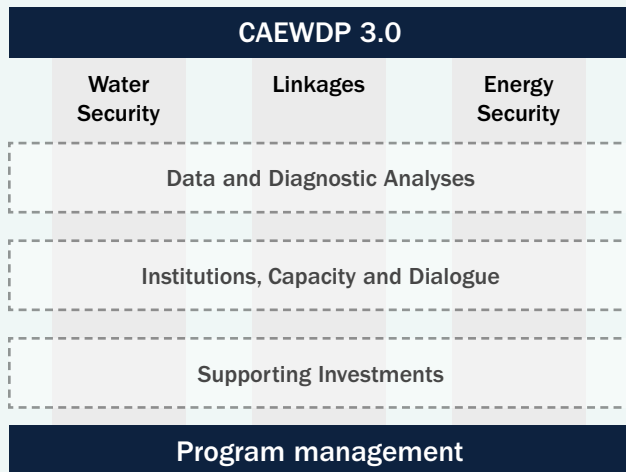 CAEWDP 3.0
Water
Security
Linkages
Energy
Security
Data and Diagnostic Analyses
Institutions, Capacity and Dialogue
Supporting Investments
Program management